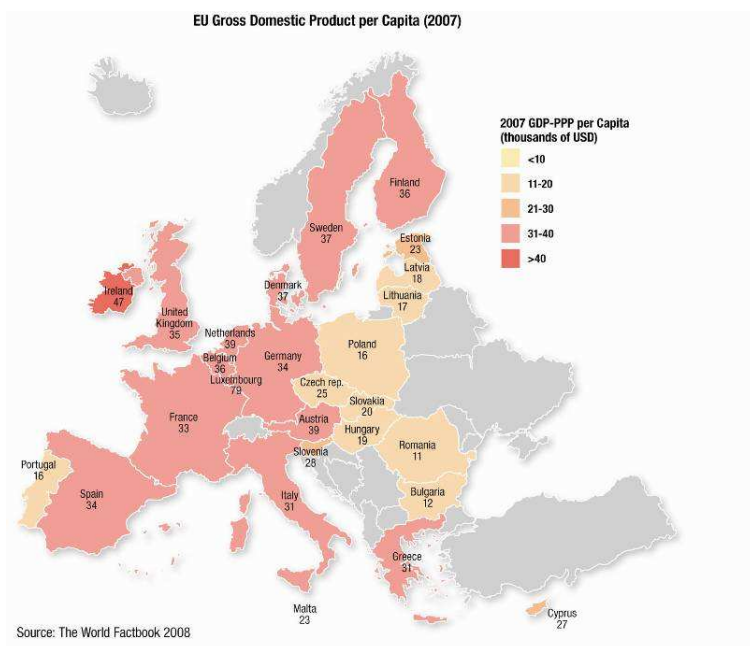 EU Gross Domestic Product per Capita (2007)
2007 GDP-PPP per Capita
(thousands of USD)
<10
11-20
21-30
31-40
>40
Finland
36
Sweden
37
Estonia
23
Latvia
18
Lithuania
17
Denmark
37
Ireland
47
United
Kingdom
35
Netherlands
39
Belgium
36
Luxembourg
79
Germany
34
Poland
16
Czech rep.
25
Slovakia
20
Austria
39
Hungary
19
Slovenia
28
Romania
11
Bulgaria
12
France
33
Portugal
16
Spain
34
Italy
31
Greece
31
Malta
23
Cyprus
27
Source: The World Factbook 2008